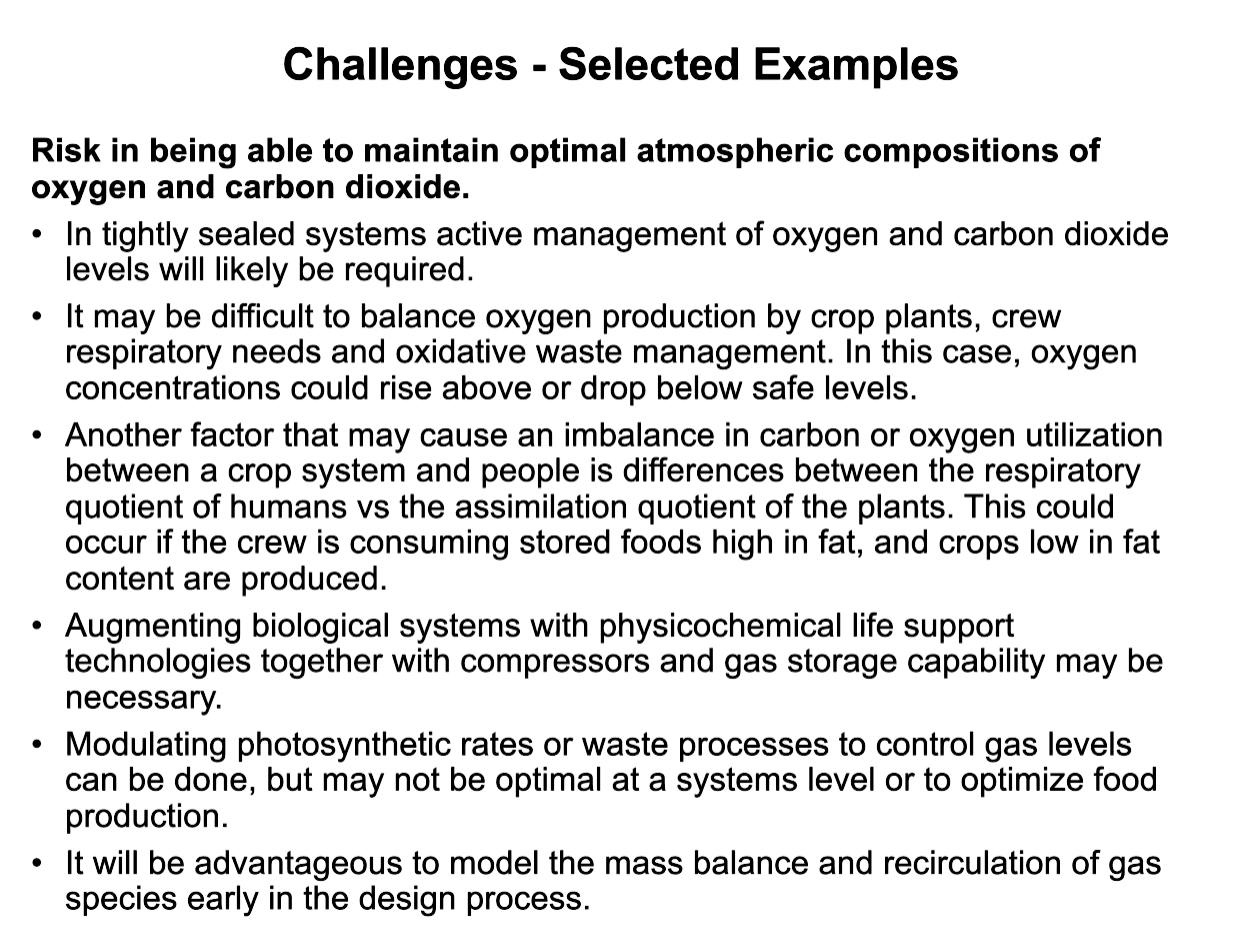 Challenges - Selected Examples
Risk in being able to maintain optimal atmospheric compositions of
oxygen and carbon dioxide.
• In tightly sealed systems active management of oxygen and carbon dioxide
levels will likely be required.
• It may be difficult to balance oxygen production by crop plants, crew
respiratory needs and oxidative waste management. In this case, oxygen
concentrations could rise above or drop below safe levels.
• Another factor that may cause an imbalance in carbon or oxygen utilization
between a crop system and people is differences between the respiratory
quotient of humans vs the assimilation quotient of the plants. This could
occur if the crew is consuming stored foods high in fat, and crops low in fat
content are produced.
• Augmenting biological systems with physicochemical life support
technologies together with compressors and gas storage capability may be
necessary.
• Modulating photosynthetic rates or waste processes to control gas levels
can be done, but may not be optimal at a systems level or to optimize food
production.
• It will be advantageous to model the mass balance and recirculation of gas
species early in the design process.